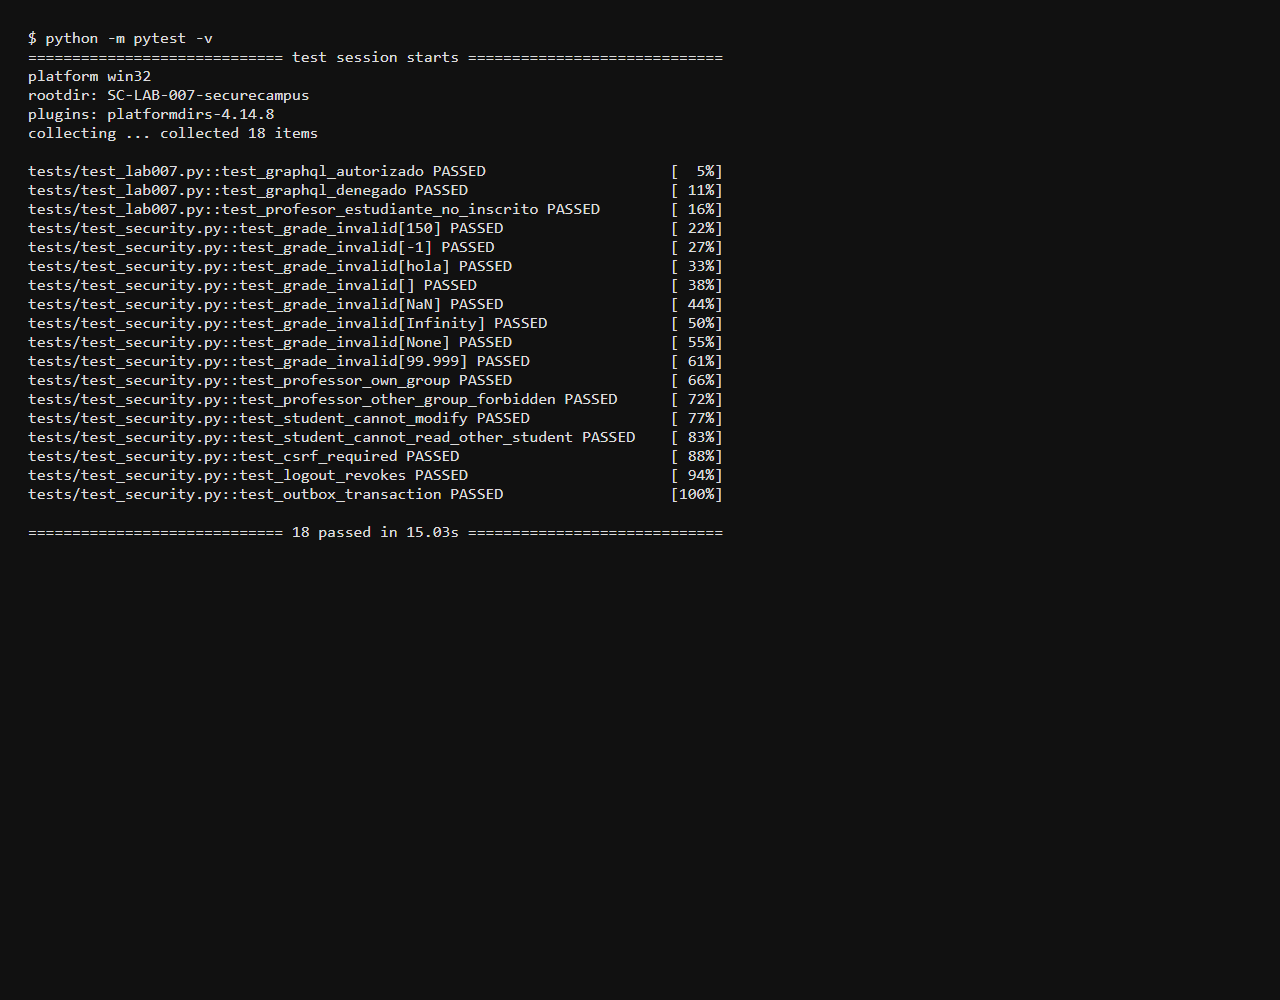 $ python -m pytest -v
============================= test session starts =============================
platform win32
rootdir: SC-LAB-007-securecampus
plugins: platformdirs-4.14.8
collecting ... collected 18 items
tests/test_lab007.py::test_graphql_autorizado PASSED                     [  5%]
tests/test_lab007.py::test_graphql_denegado PASSED                       [ 11%]
tests/test_lab007.py::test_profesor_estudiante_no_inscrito PASSED        [ 16%]
tests/test_security.py::test_grade_invalid[150] PASSED                   [ 22%]
tests/test_security.py::test_grade_invalid[-1] PASSED                    [ 27%]
tests/test_security.py::test_grade_invalid[hola] PASSED                  [ 33%]
tests/test_security.py::test_grade_invalid[] PASSED                      [ 38%]
tests/test_security.py::test_grade_invalid[NaN] PASSED                   [ 44%]
tests/test_security.py::test_grade_invalid[Infinity] PASSED              [ 50%]
tests/test_security.py::test_grade_invalid[None] PASSED                  [ 55%]
tests/test_security.py::test_grade_invalid[99.999] PASSED                [ 61%]
tests/test_security.py::test_professor_own_group PASSED                  [ 66%]
tests/test_security.py::test_professor_other_group_forbidden PASSED      [ 72%]
tests/test_security.py::test_student_cannot_modify PASSED                [ 77%]
tests/test_security.py::test_student_cannot_read_other_student PASSED    [ 83%]
tests/test_security.py::test_csrf_required PASSED                        [ 88%]
tests/test_security.py::test_logout_revokes PASSED                       [ 94%]
tests/test_security.py::test_outbox_transaction PASSED                   [100%]
============================= 18 passed in 15.03s =============================